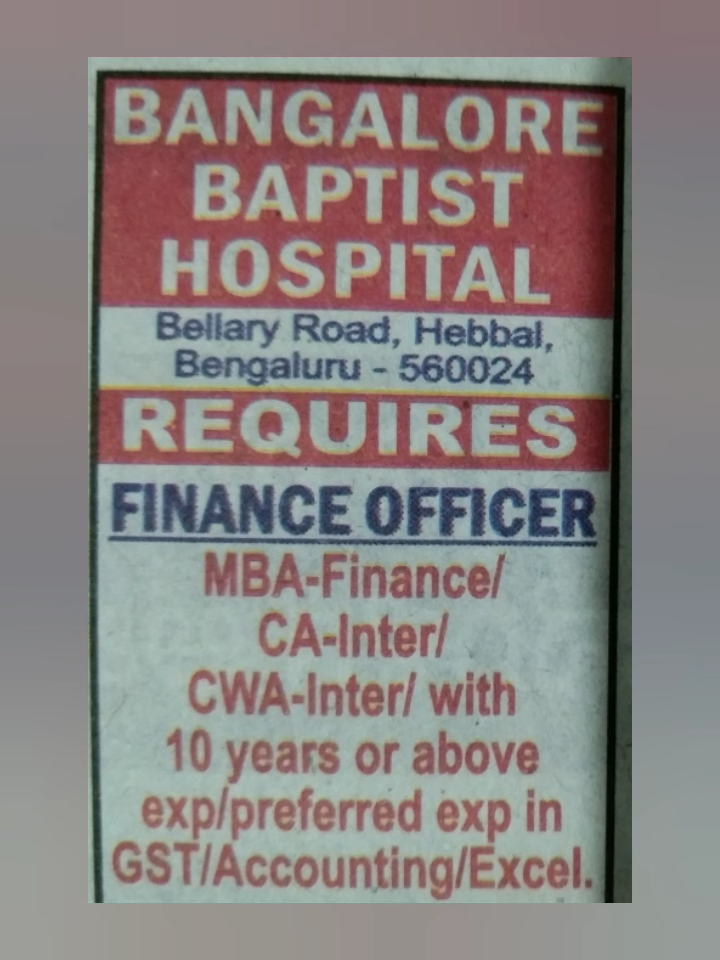 BANGALORE
BAPTIST
HOSPITAL
Bellary Road, Hebbal,
Bengaluru - 560024
REQUIRES
FINANCE OFFICER
MBA-Finance/
CA-Inter/
CWA-Inter/ with
10 years or above
exp/preferred exp in
GST/Accounting/Excel.